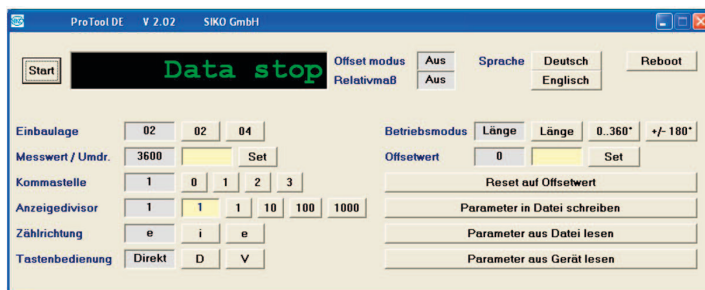 SIKO ProTool DE V 2.02 SIKO GmbH
Start Data stop Offset modus Aus Sprache Deutsch Reboot
Relativmaß Aus Englisch
Einbaulage 02 02 04 Betriebsmodus Länge Länge 0..360° +/- 180°
Messwert / Umdr. 3600 Set Offsetwert 0 Set
Kommastelle 1 0 1 2 3 Reset auf Offsetwert
Anzeigedivisor 1 1 1 10 100 1000 Parameter in Datei schreiben
Zählrichtung e i e Parameter aus Datei lesen
Tastenbedienung Direkt D V Parameter aus Gerät lesen